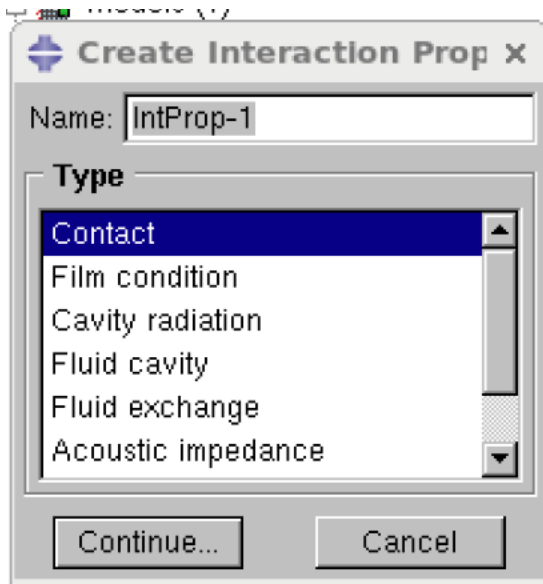 Create Interaction Prop
Name: IntProp-1
Type
Contact
Film condition
Cavity radiation
Fluid cavity
Fluid exchange
Acoustic impedance
Continue... Cancel